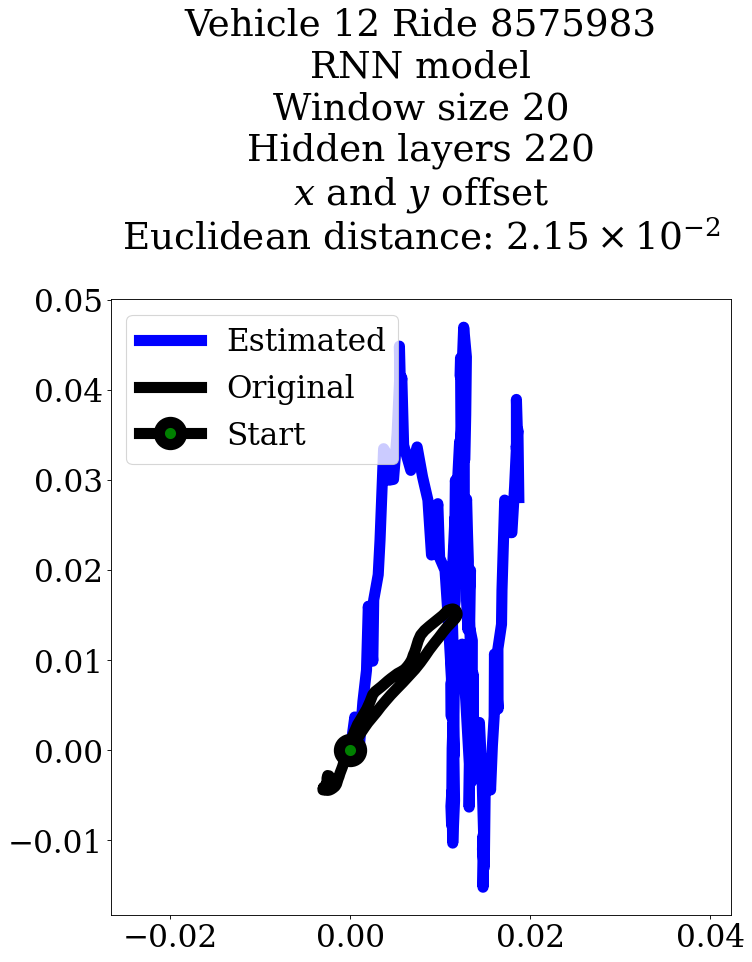 Vehicle 12 Ride 8575983
RNN model
Window size 20
Hidden layers 220
x and y offset
Euclidean distance: 2.15 × 10⁻²
0.05
0.04
0.03
0.02
0.01
0.00
−0.01
Estimated
Original
Start
−0.02
0.00
0.02
0.04